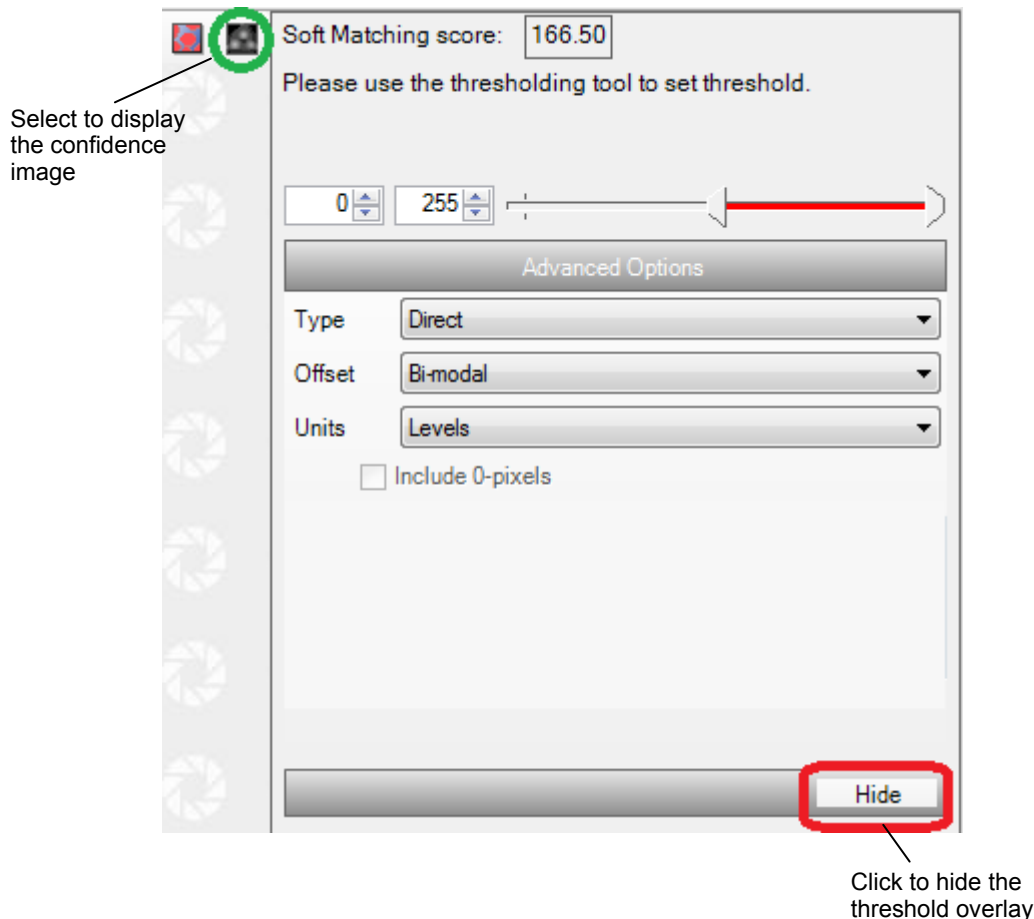 Soft Matching score: 166.50
Please use the thresholding tool to set threshold.
Select to display
the confidence
image
0 255
Advanced Options
Type Direct
Offset Bi-modal
Units Levels
Include 0-pixels
Hide
Click to hide the
threshold overlay